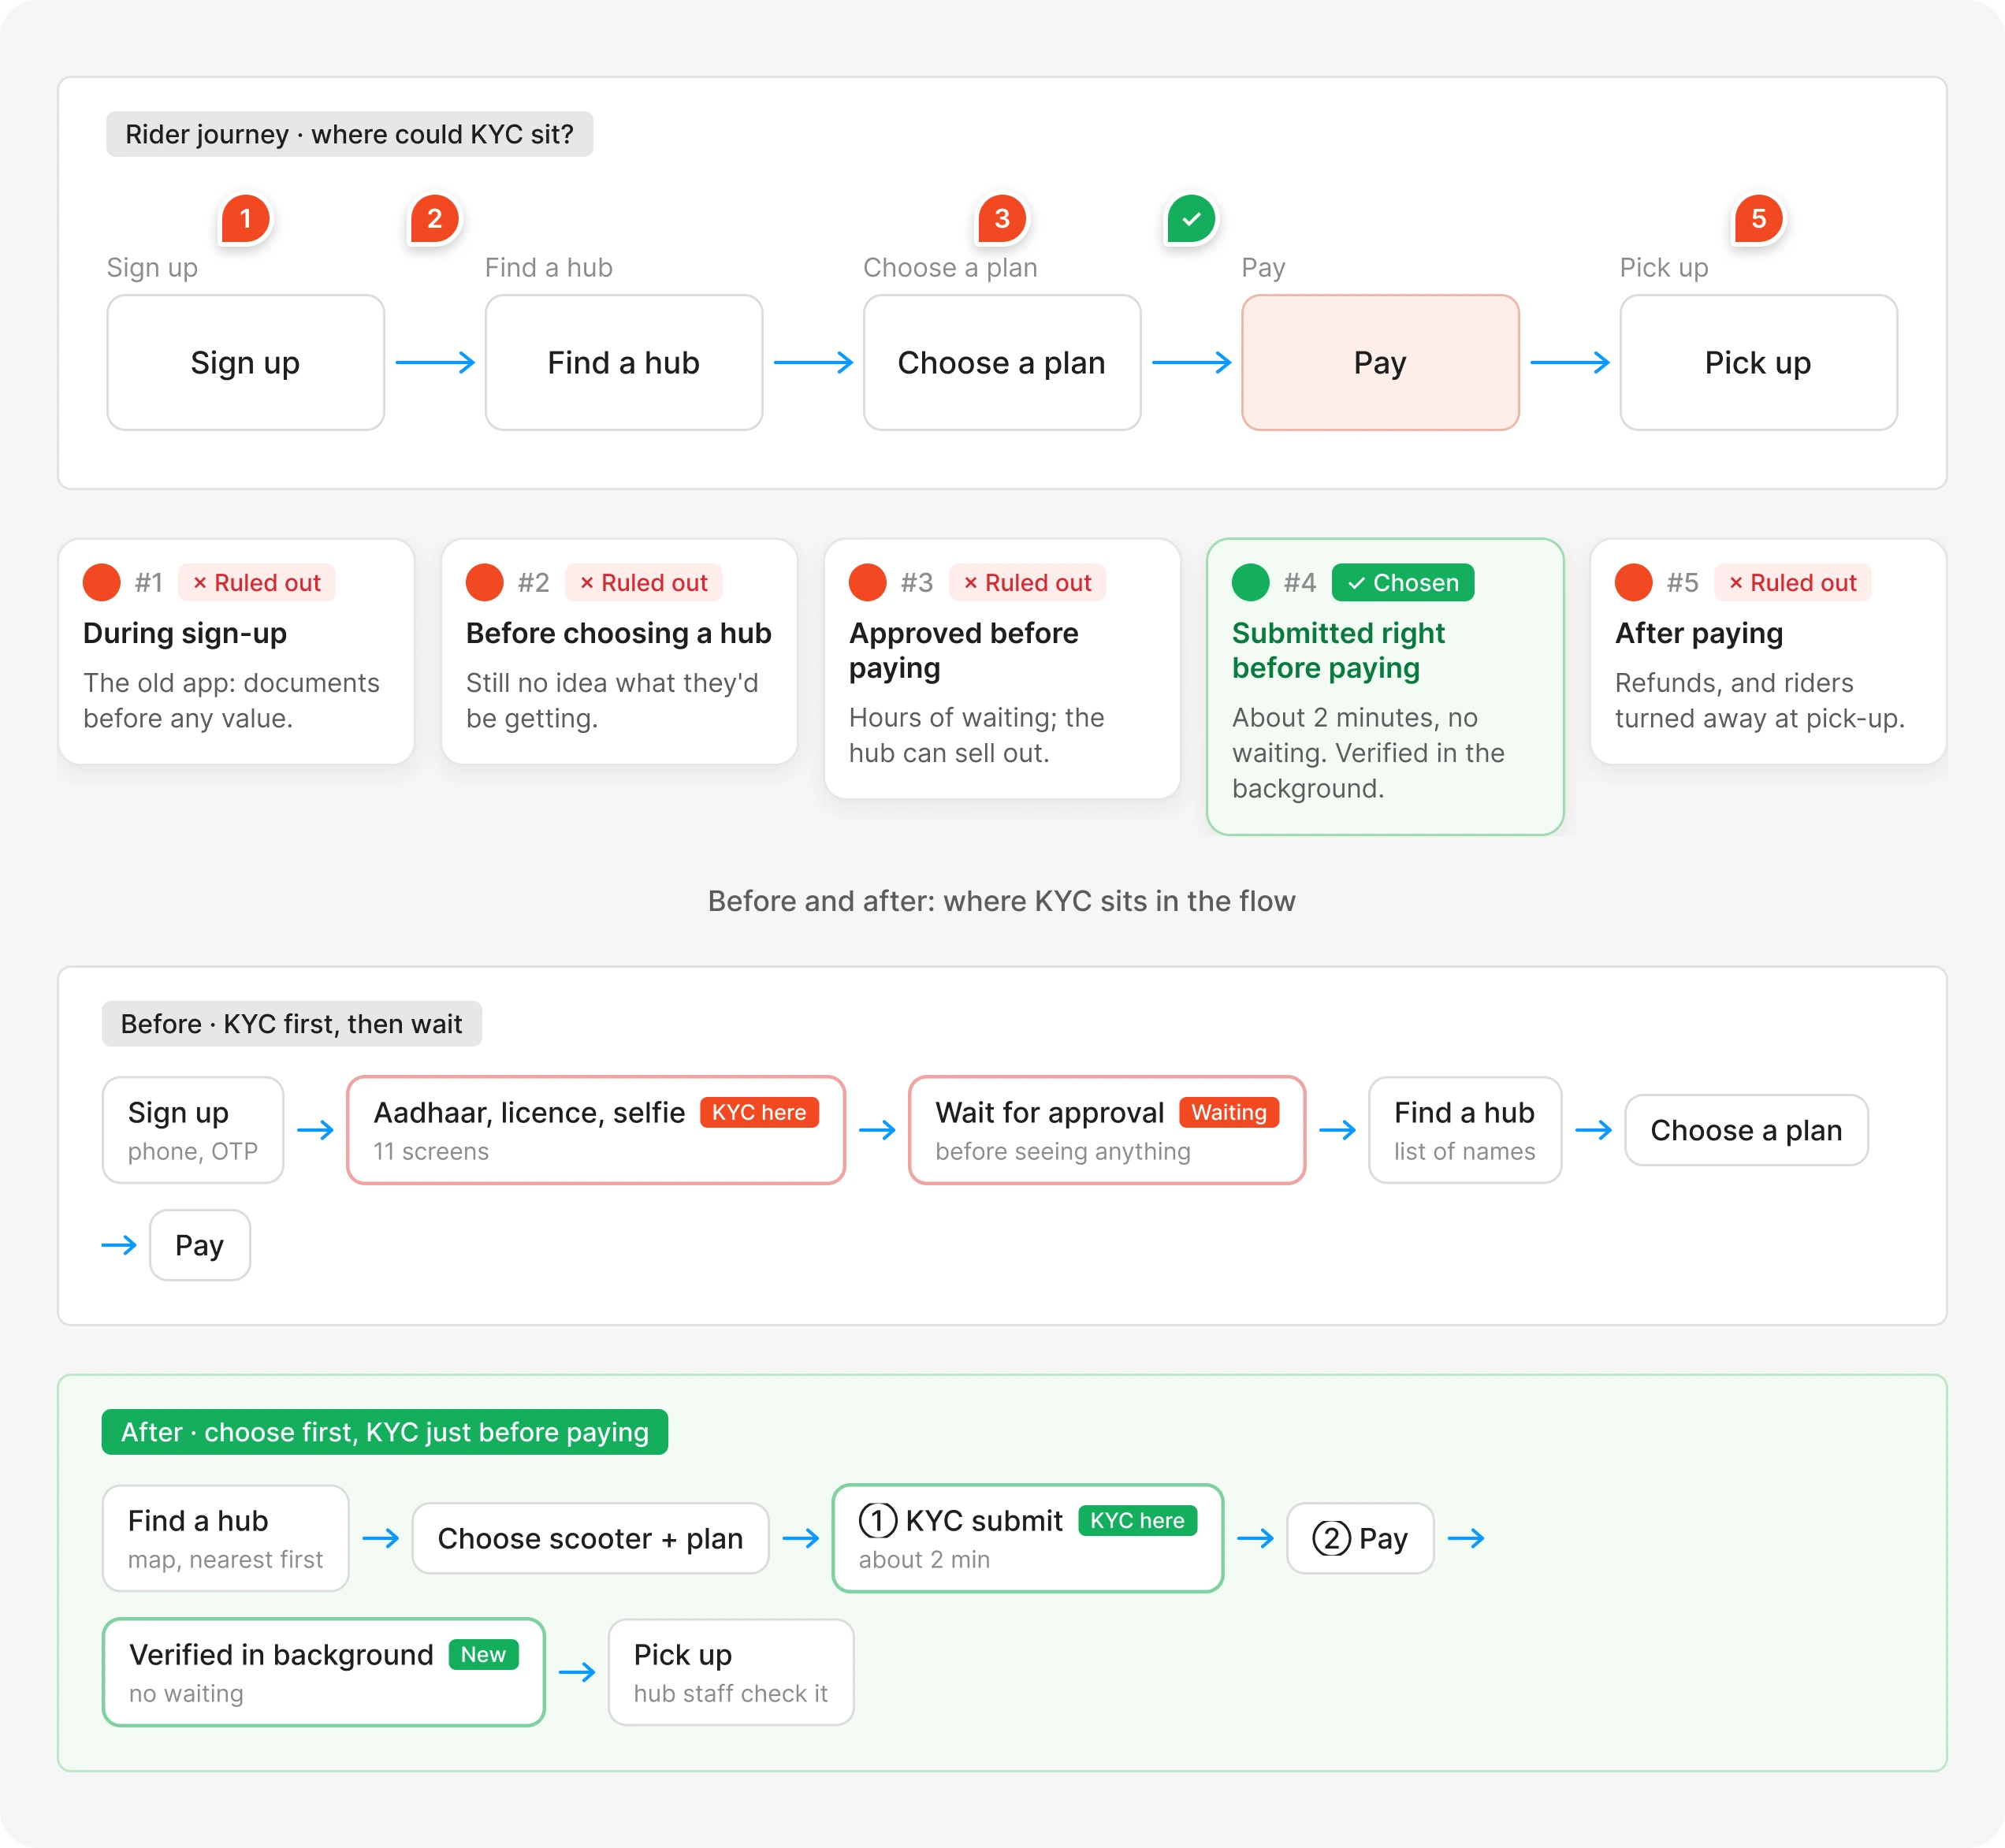 Rider journey · where could KYC sit?
1
2
3
✓
5
Sign up
Find a hub
Choose a plan
Pay
Pick up
Sign up
Find a hub
Choose a plan
Pay
Pick up
#1 × Ruled out
During sign-up
The old app: documents
before any value.
#2 × Ruled out
Before choosing a hub
Still no idea what they'd
be getting.
#3 × Ruled out
Approved before
paying
Hours of waiting; the
hub can sell out.
#4 ✓ Chosen
Submitted right
before paying
About 2 minutes, no
waiting. Verified in the
background.
#5 × Ruled out
After paying
Refunds, and riders
turned away at pick-up.
Before and after: where KYC sits in the flow
Before · KYC first, then wait
Sign up
phone, OTP
Aadhaar, licence, selfie KYC here
11 screens
Wait for approval Waiting
before seeing anything
Find a hub
list of names
Choose a plan
Pay
After · choose first, KYC just before paying
Find a hub
map, nearest first
Choose scooter + plan
① KYC submit KYC here
about 2 min
② Pay
Verified in background New
no waiting
Pick up
hub staff check it